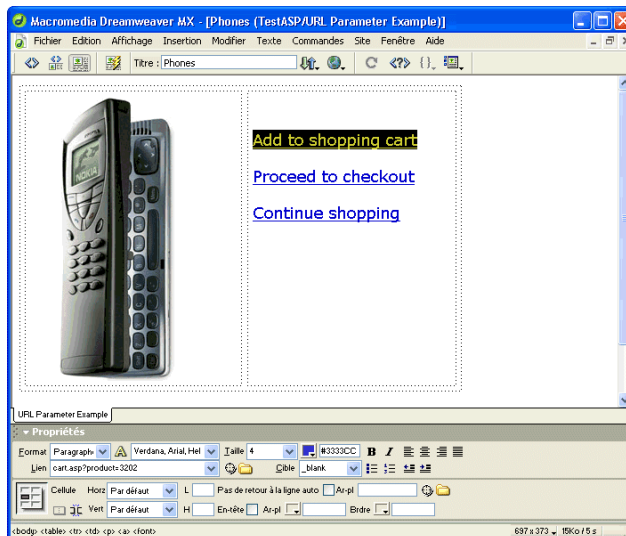 Macromedia Dreamweaver MX - [Phones (TestASP/URL Parameter Example)]
Fichier Edition Affichage Insertion Modifier Texte Commandes Site Fenêtre Aide
Titre : Phones
NOKIA
Add to shopping cart
Proceed to checkout
Continue shopping
URL Parameter Example
Propriétés
Format Paragraphe Verdana, Arial, Hel Taille 4 #3333CC B I
Lien cart.asp?product=3202 Cible _blank
Cellule Horz Par défaut L Pas de retour à la ligne auto Ar-pl
Vert Par défaut H En-tête Ar-pl Brdre
<body> <table> <tr> <td> <p> <a> <font> 697 x 373 15Ko / 5 s